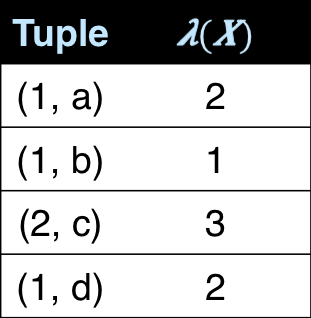 Tuple λ(X)
(1, a) 2
(1, b) 1
(2, c) 3
(1, d) 2